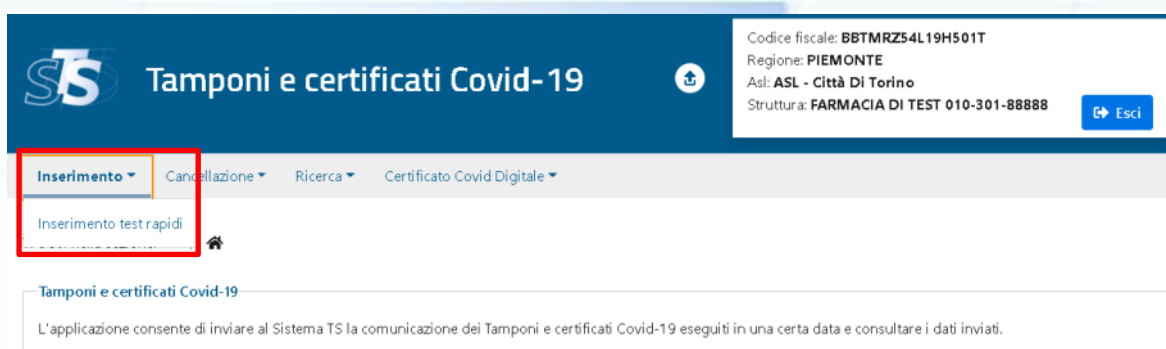 STS
Tamponi e certificati Covid-19
Codice fiscale: BBTMRZ54L19H501T
Regione: PIEMONTE
Asl: ASL - Città Di Torino
Struttura: FARMACIA DI TEST 010-301-88888
Esci
Inserimento Cancellazione Ricerca Certificato Covid Digitale
Inserimento test rapidi
Tamponi e certificati Covid-19
L'applicazione consente di inviare al Sistema TS la comunicazione dei Tamponi e certificati Covid-19 eseguiti in una certa data e consultare i dati inviati.